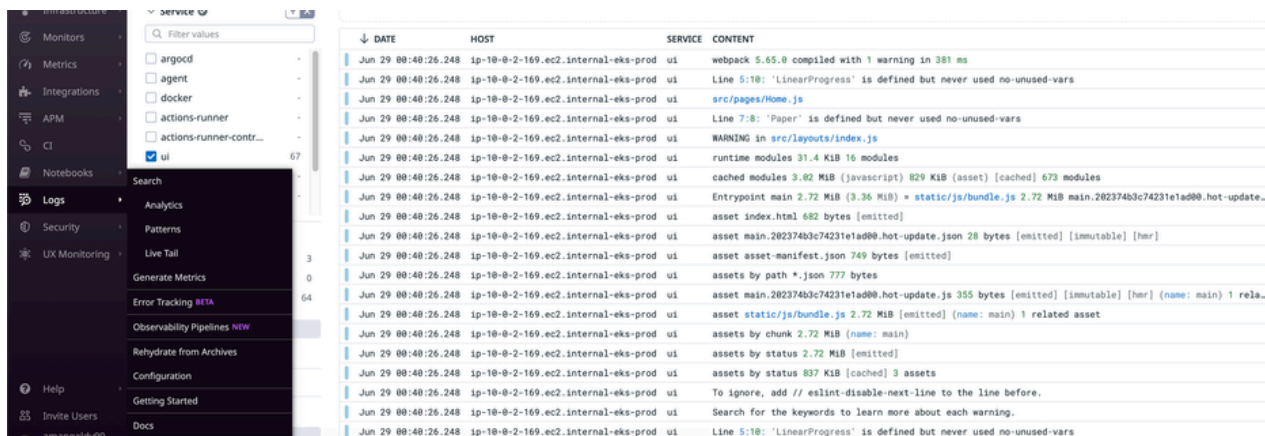 Infrastructure
Monitors
Metrics
Integrations
APM
CI
Notebooks
Logs
Security
UX Monitoring
Help
Invite Users
Service
Filter values
argocd -
agent -
docker -
actions-runner -
actions-runner-contr... -
ui 67
-
-
3
0
64
Search
Analytics
Patterns
Live Tail
Generate Metrics
Error Tracking BETA
Observability Pipelines NEW
Rehydrate from Archives
Configuration
Getting Started
Docs
↓ DATE HOST SERVICE CONTENT
Jun 29 00:40:26.248 ip-10-0-2-169.ec2.internal-eks-prod ui webpack 5.65.0 compiled with 1 warning in 381 ms
Jun 29 00:40:26.248 ip-10-0-2-169.ec2.internal-eks-prod ui Line 5:10: 'LinearProgress' is defined but never used no-unused-vars
Jun 29 00:40:26.248 ip-10-0-2-169.ec2.internal-eks-prod ui src/pages/Home.js
Jun 29 00:40:26.248 ip-10-0-2-169.ec2.internal-eks-prod ui Line 7:8: 'Paper' is defined but never used no-unused-vars
Jun 29 00:40:26.248 ip-10-0-2-169.ec2.internal-eks-prod ui WARNING in src/layouts/index.js
Jun 29 00:40:26.248 ip-10-0-2-169.ec2.internal-eks-prod ui runtime modules 31.4 KiB 16 modules
Jun 29 00:40:26.248 ip-10-0-2-169.ec2.internal-eks-prod ui cached modules 3.02 MiB (javascript) 829 KiB (asset) [cached] 673 modules
Jun 29 00:40:26.248 ip-10-0-2-169.ec2.internal-eks-prod ui Entrypoint main 2.72 MiB (3.36 MiB) = static/js/bundle.js 2.72 MiB main.202374b3c74231e1ad00.hot-update…
Jun 29 00:40:26.248 ip-10-0-2-169.ec2.internal-eks-prod ui asset index.html 682 bytes [emitted]
Jun 29 00:40:26.248 ip-10-0-2-169.ec2.internal-eks-prod ui asset main.202374b3c74231e1ad00.hot-update.json 28 bytes [emitted] [immutable] [hmr]
Jun 29 00:40:26.248 ip-10-0-2-169.ec2.internal-eks-prod ui asset asset-manifest.json 749 bytes [emitted]
Jun 29 00:40:26.248 ip-10-0-2-169.ec2.internal-eks-prod ui assets by path *.json 777 bytes
Jun 29 00:40:26.248 ip-10-0-2-169.ec2.internal-eks-prod ui asset main.202374b3c74231e1ad00.hot-update.js 355 bytes [emitted] [immutable] [hmr] (name: main) 1 rela…
Jun 29 00:40:26.248 ip-10-0-2-169.ec2.internal-eks-prod ui asset static/js/bundle.js 2.72 MiB [emitted] (name: main) 1 related asset
Jun 29 00:40:26.248 ip-10-0-2-169.ec2.internal-eks-prod ui assets by chunk 2.72 MiB (name: main)
Jun 29 00:40:26.248 ip-10-0-2-169.ec2.internal-eks-prod ui assets by status 2.72 MiB [emitted]
Jun 29 00:40:26.248 ip-10-0-2-169.ec2.internal-eks-prod ui assets by status 837 KiB [cached] 3 assets
Jun 29 00:40:26.248 ip-10-0-2-169.ec2.internal-eks-prod ui To ignore, add // eslint-disable-next-line to the line before.
Jun 29 00:40:26.248 ip-10-0-2-169.ec2.internal-eks-prod ui Search for the keywords to learn more about each warning.
Jun 29 00:40:26.248 ip-10-0-2-169.ec2.internal-eks-prod ui Line 5:10: 'LinearProgress' is defined but never used no-unused-vars